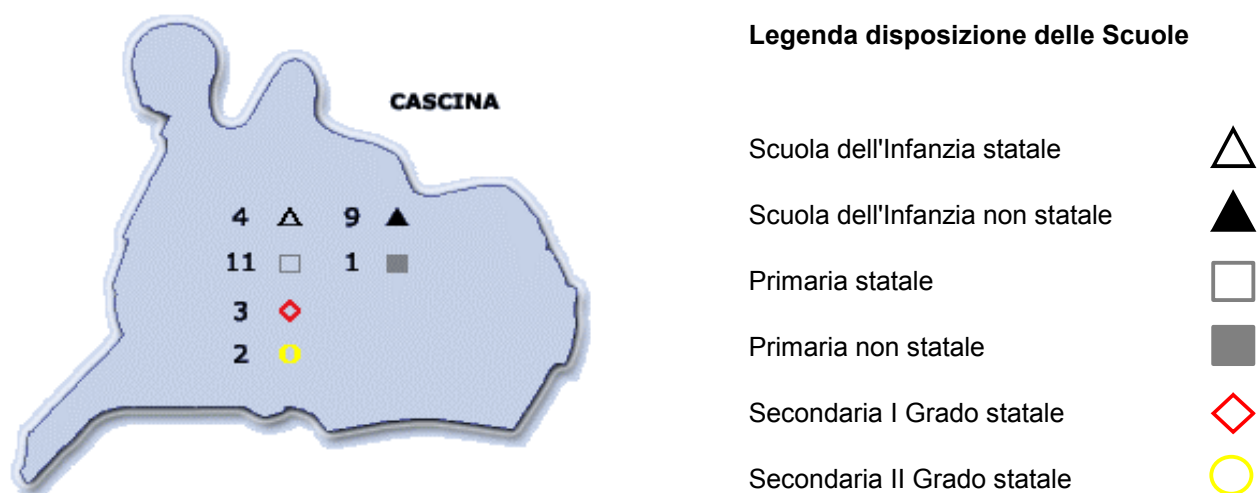 CASCINA
4 9
11 1
3
2
Legenda disposizione delle Scuole
Scuola dell'Infanzia statale
Scuola dell'Infanzia non statale
Primaria statale
Primaria non statale
Secondaria I Grado statale
Secondaria II Grado statale